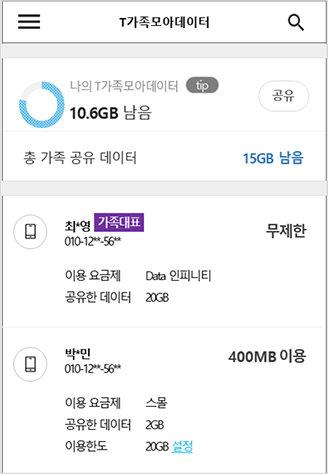 T가족모아데이터
나의 T가족모아데이터 tip
10.6GB 남음
공유
총 가족 공유 데이터 15GB 남음
최*영 가족대표
010-12**-56**
무제한
이용 요금제 Data 인피니티
공유한 데이터 20GB
박*민
010-12**-56**
400MB 이용
이용 요금제 스몰
공유한 데이터 2GB
이용한도 20GB 설정